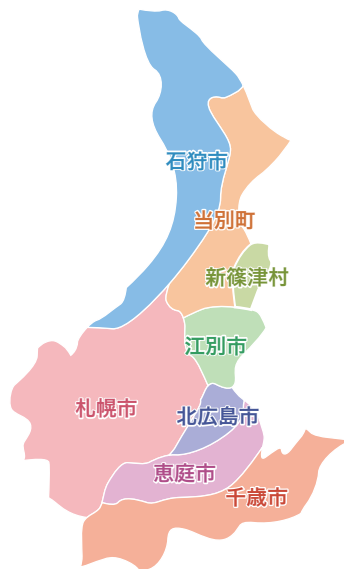 石狩市
当別町
新篠津村
江別市
札幌市
北広島市
恵庭市
千歳市